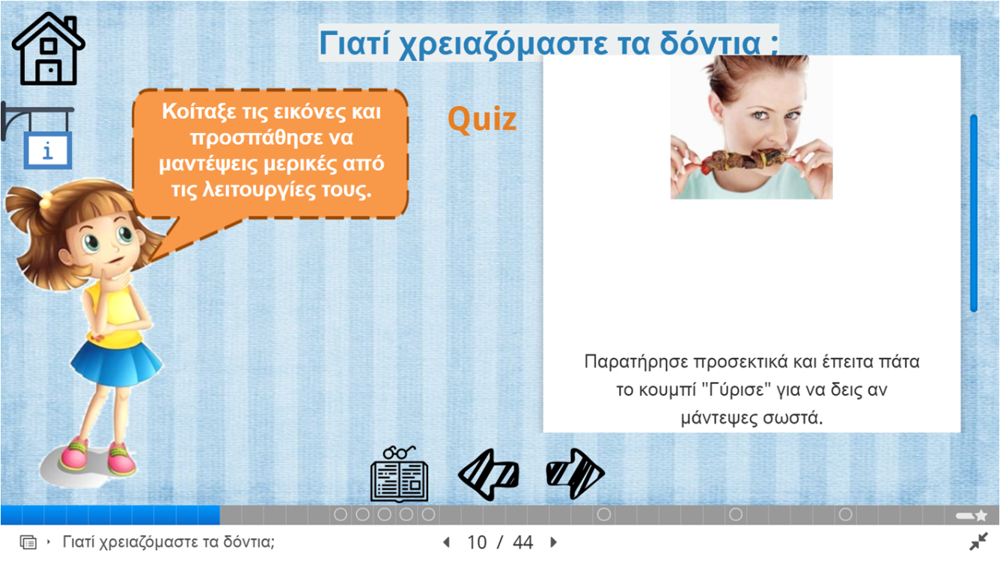 Γιατί χρειαζόμαστε τα δόντια ;
Κοίταξε τις εικόνες και
προσπάθησε να
μαντέψεις μερικές από
τις λειτουργίες τους.
Quiz
i
Παρατήρησε προσεκτικά και έπειτα πάτα
το κουμπί "Γύρισε" για να δεις αν
μάντεψες σωστά.
Γιατί χρειαζόμαστε τα δόντια;
10 / 44